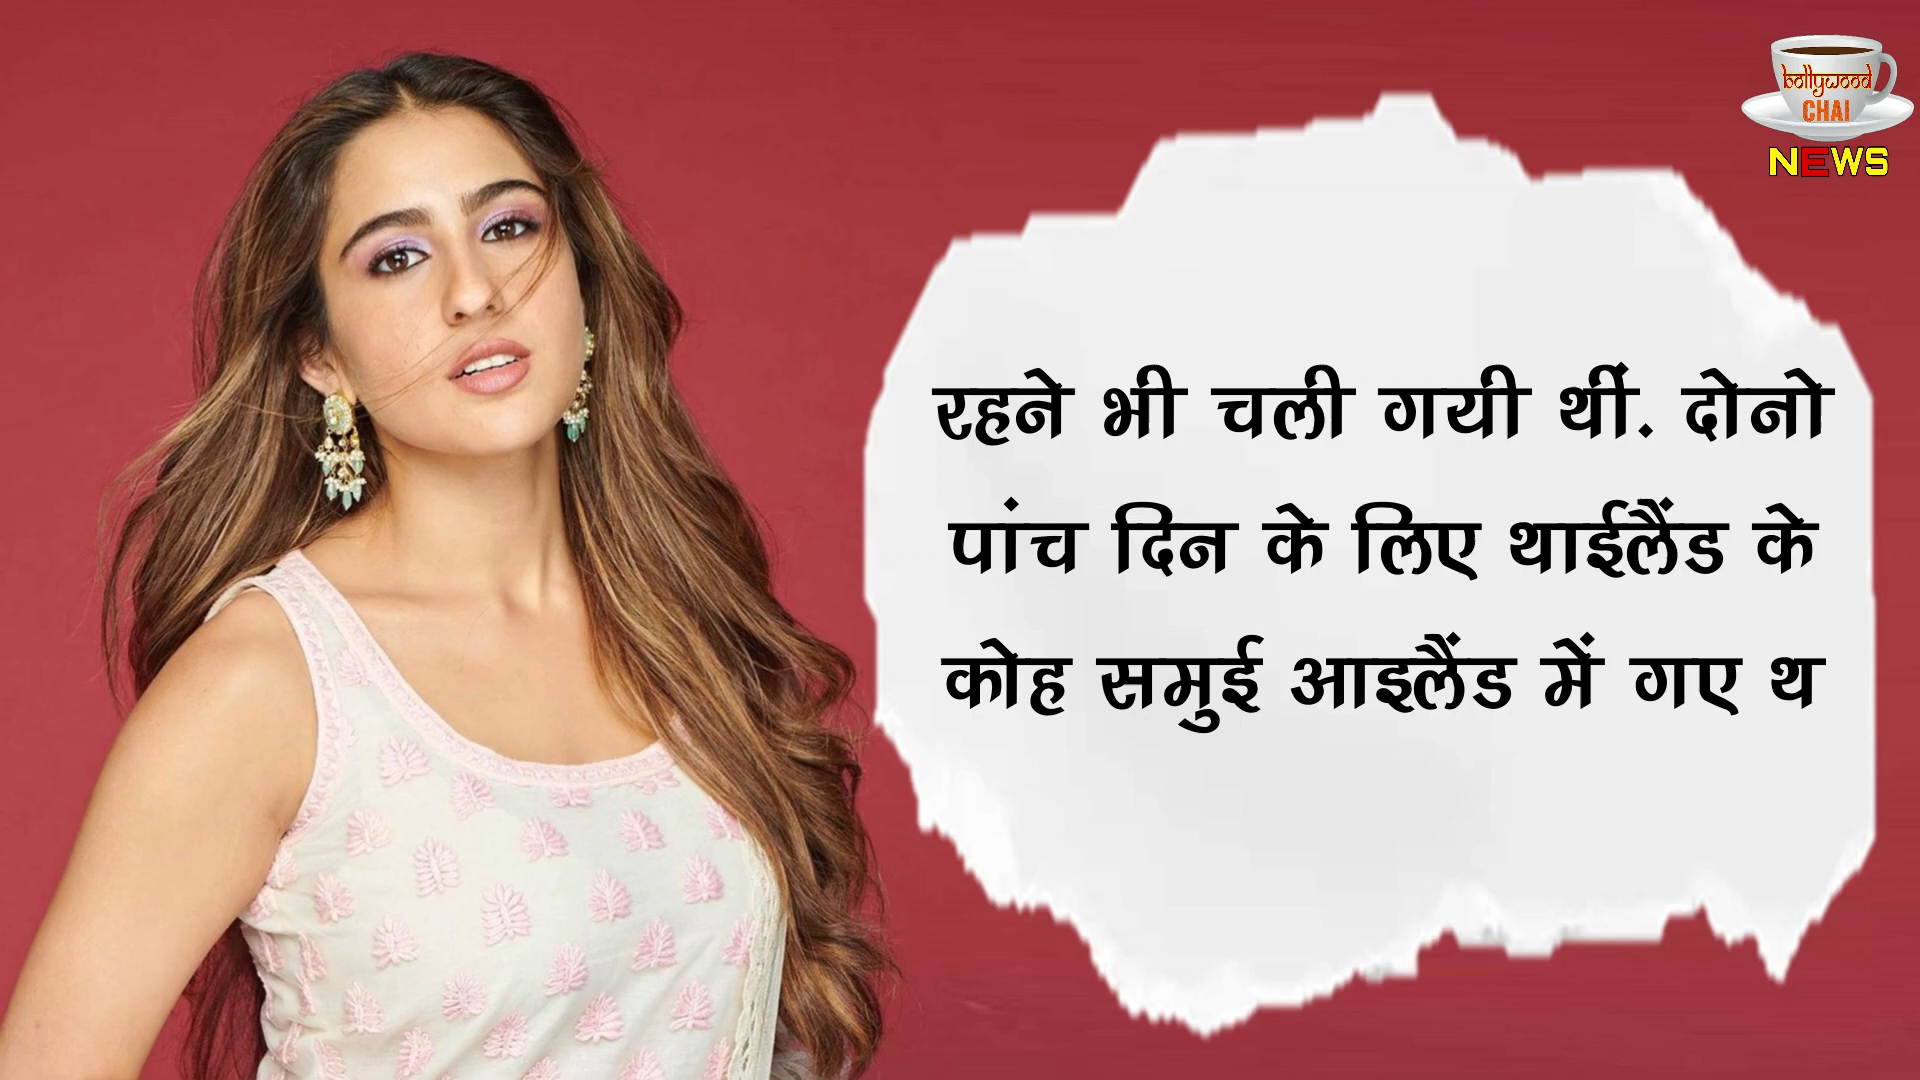 bollywood
CHAI
NEWS
रहने भी चली गयी थीं. दोनो
पांच दिन के लिए थाईलैंड के
कोह समुई आइलैंड में गए थ